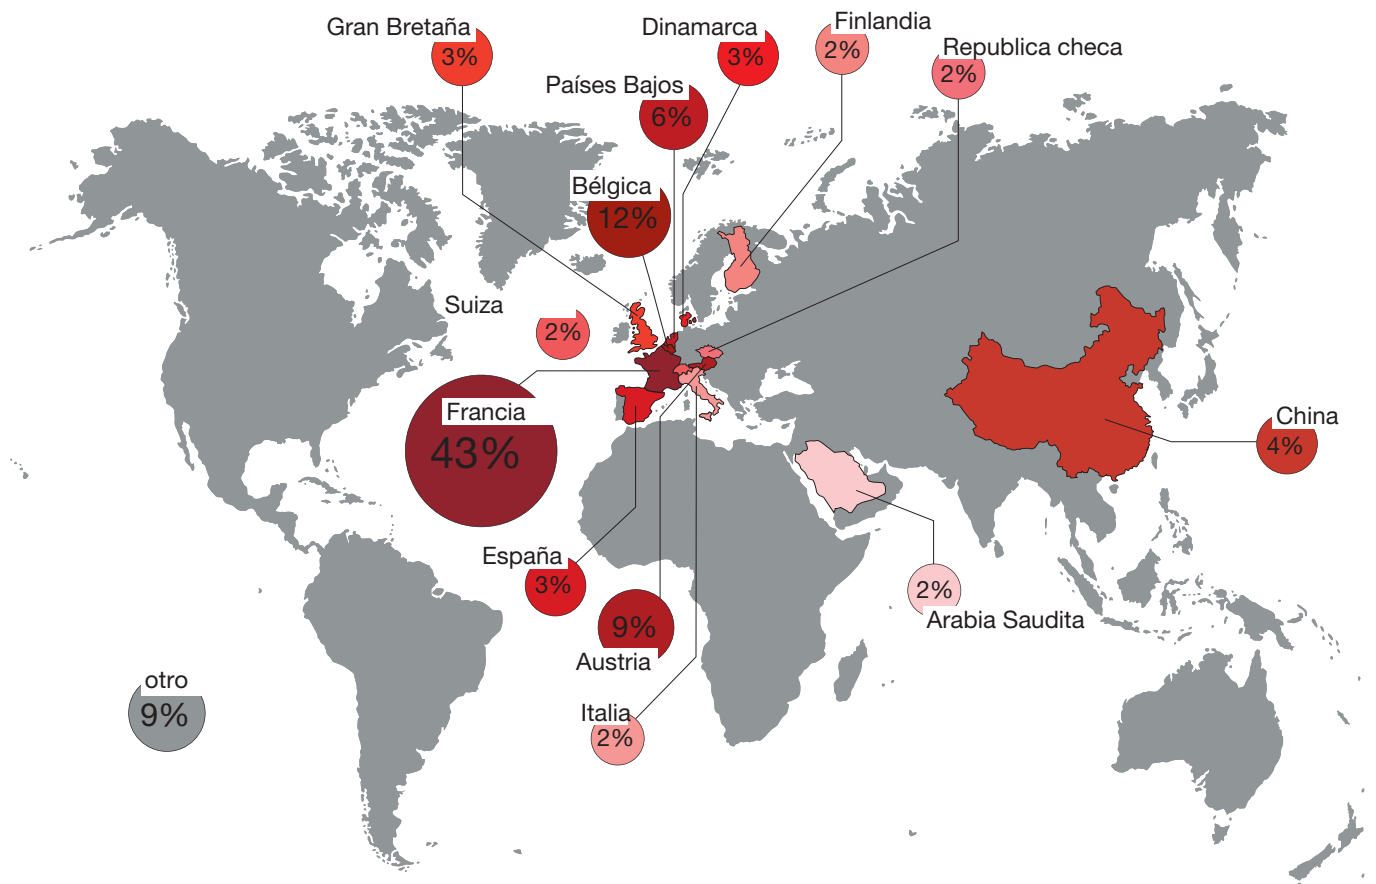 Gran Bretaña
3%
Dinamarca
3%
Finlandia
2%
Republica checa
2%
Países Bajos
6%
Bélgica
12%
Suiza
2%
Francia
43%
China
4%
España
3%
9%
Austria
2%
Arabia Saudita
otro
9%
Italia
2%